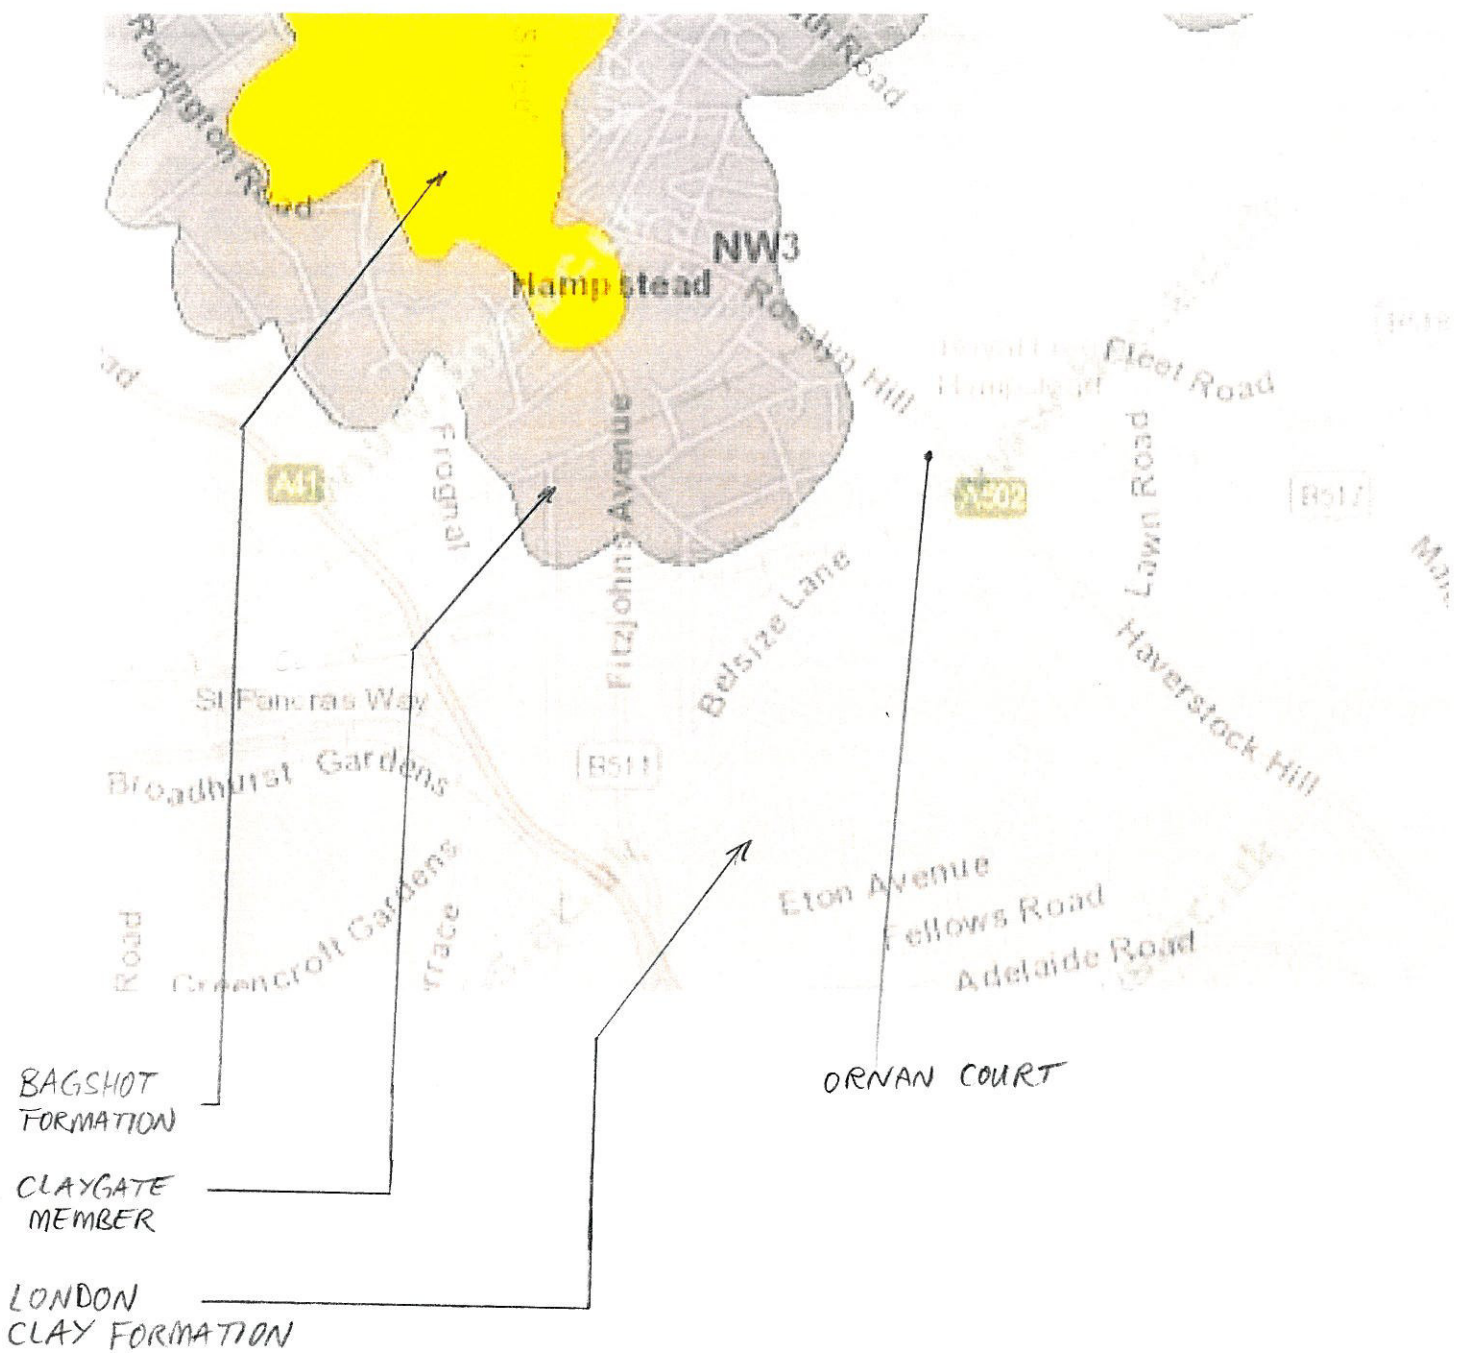 Redington Road
NW3
Hampstead
Rosslyn Hill
Fleet Road
A41
Frognal
Fitzjohns Avenue
A502
Lawn Road
B517
Belsize Lane
Haverstock Hill
St Pancras Way
Broadhurst Gardens
B511
Eton Avenue
Fellows Road
Adelaide Road
Greencroft Gardens
Road
rrace
BAGSHOT
FORMATION
CLAYGATE
MEMBER
LONDON
CLAY FORMATION
ORNAN COURT